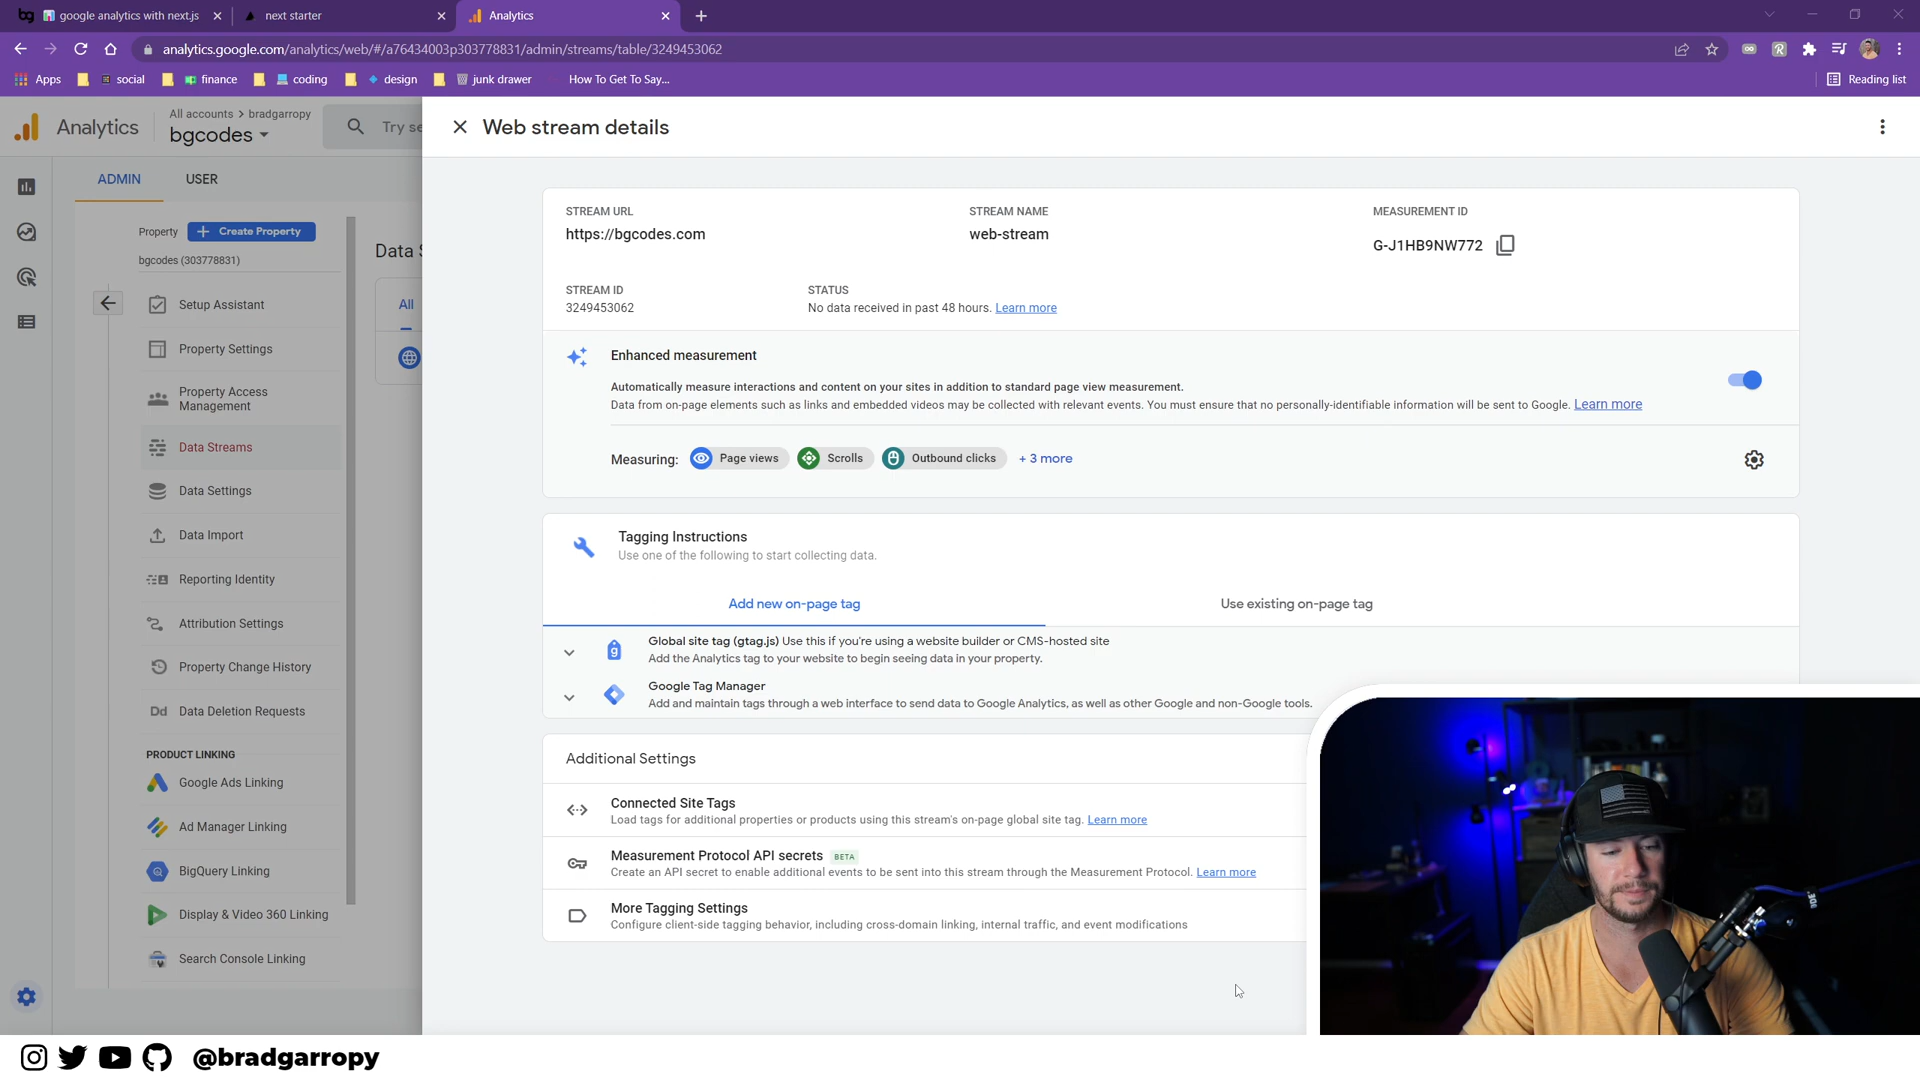 google analytics with next.js
next starter
Analytics
analytics.google.com/analytics/web/#/a76434003p303778831/admin/streams/table/3249453062
Apps
social
finance
coding
design
junk drawer
How To Get To Say...
Reading list
Analytics
All accounts > bradgarropy
bgcodes
Try se
Web stream details
ADMIN
USER
Property
Create Property
bgcodes (303778831)
Setup Assistant
Property Settings
Property Access
Management
Data Streams
Data Settings
Data Import
Reporting Identity
Attribution Settings
Property Change History
Dd Data Deletion Requests
PRODUCT LINKING
Google Ads Linking
Ad Manager Linking
BigQuery Linking
Display & Video 360 Linking
Search Console Linking
Data S
All
STREAM URL
https://bgcodes.com
STREAM NAME
web-stream
MEASUREMENT ID
G-J1HB9NW772
STREAM ID
3249453062
STATUS
No data received in past 48 hours. Learn more
Enhanced measurement
Automatically measure interactions and content on your sites in addition to standard page view measurement.
Data from on-page elements such as links and embedded videos may be collected with relevant events. You must ensure that no personally-identifiable information will be sent to Google. Learn more
Measuring:
Page views
Scrolls
Outbound clicks
+ 3 more
Tagging Instructions
Use one of the following to start collecting data.
Add new on-page tag
Use existing on-page tag
Global site tag (gtag.js) Use this if you're using a website builder or CMS-hosted site
Add the Analytics tag to your website to begin seeing data in your property.
Google Tag Manager
Add and maintain tags through a web interface to send data to Google Analytics, as well as other Google and non-Google tools.
Additional Settings
Connected Site Tags
Load tags for additional properties or products using this stream's on-page global site tag. Learn more
Measurement Protocol API secrets BETA
Create an API secret to enable additional events to be sent into this stream through the Measurement Protocol. Learn more
More Tagging Settings
Configure client-side tagging behavior, including cross-domain linking, internal traffic, and event modifications
@bradgarropy